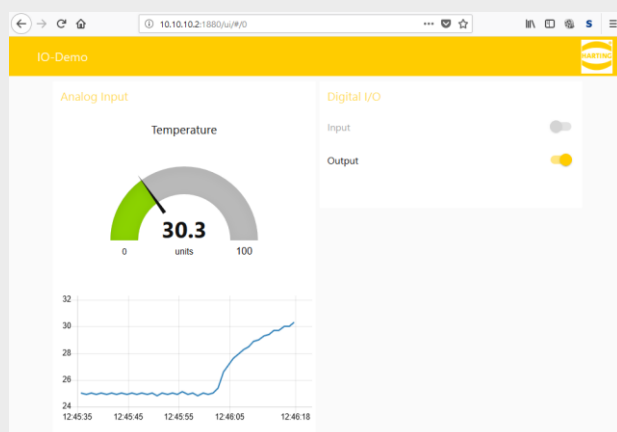 10.10.10.2:1880/ui/#/0
IO-Demo
HARTING
Analog Input
Temperature
30.3
0 units 100
32
30
28
26
24
12:45:35 12:45:45 12:45:55 12:46:05 12:46:18
Digital I/O
Input
Output